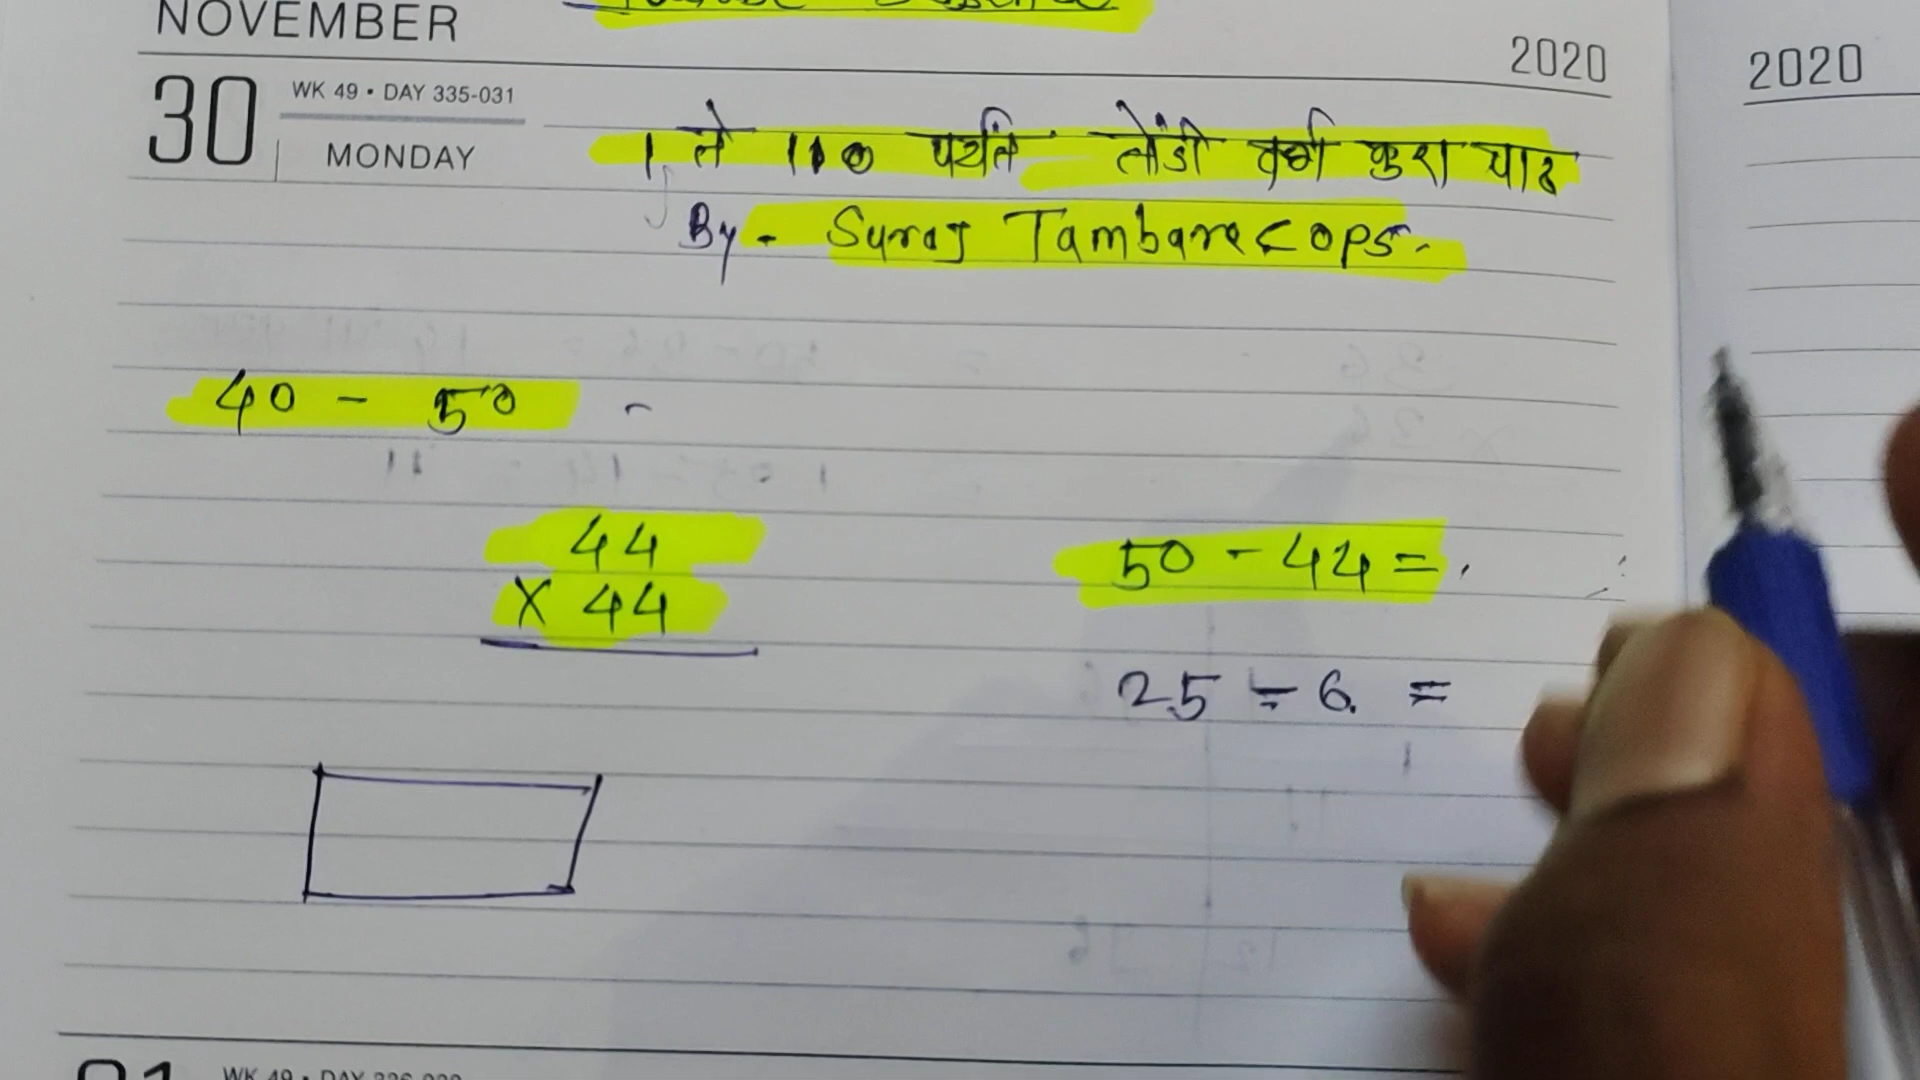 NOVEMBER
2020
2020
30
WK 49 • DAY 335-031
MONDAY
1 ते 110 पर्यंत तोंडी वर्ग कसा काढ
By - Suraj Tambare COPS.
40 - 50 -
44
50 - 44 =
X 44
25 - 6 =